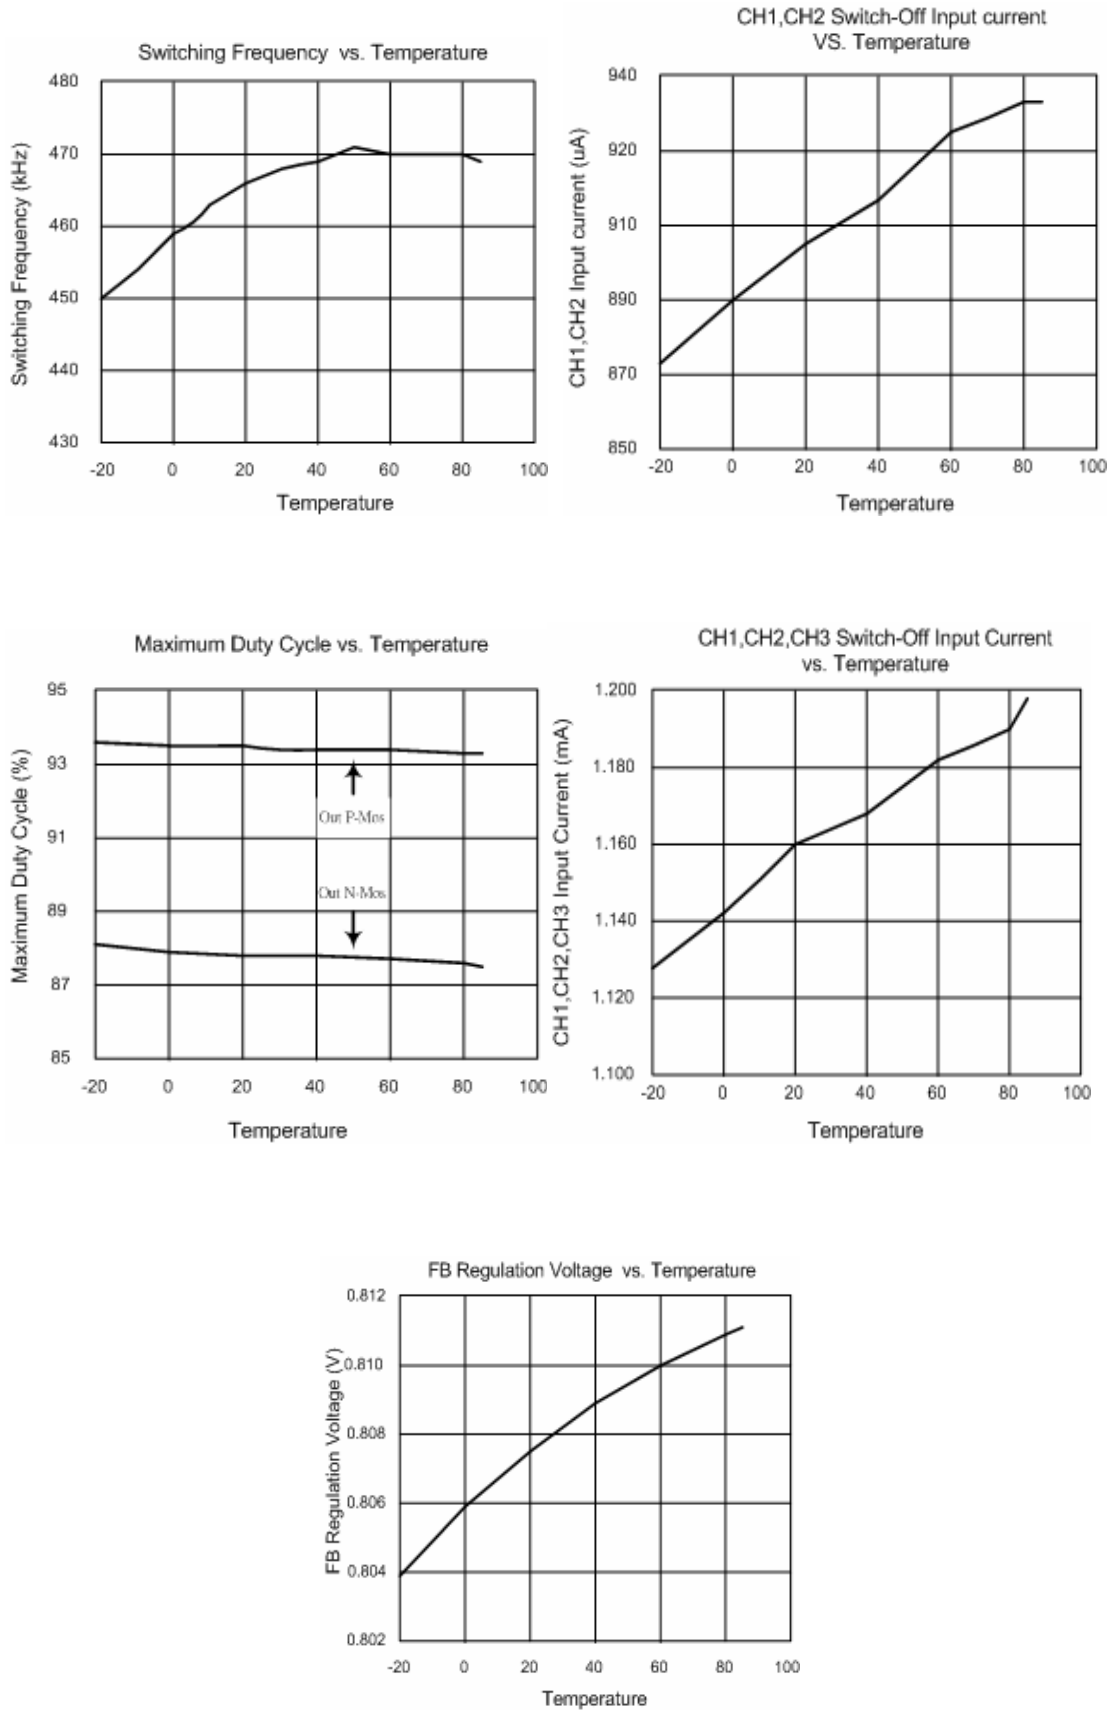 Switching Frequency vs. Temperature
Switching Frequency (kHz)
480
470
460
450
440
430
-20 0 20 40 60 80 100
Temperature
CH1,CH2 Switch-Off Input current
VS. Temperature
CH1,CH2 Input current (uA)
940
920
910
890
870
850
-20 0 20 40 60 80 100
Temperature
Maximum Duty Cycle vs. Temperature
Maximum Duty Cycle (%)
95
93
91
89
87
85
Out P-Mos
Out N-Mos
-20 0 20 40 60 80 100
Temperature
CH1,CH2,CH3 Switch-Off Input Current
vs. Temperature
CH1,CH2,CH3 Input Current (mA)
1.200
1.180
1.160
1.140
1.120
1.100
-20 0 20 40 60 80 100
Temperature
FB Regulation Voltage vs. Temperature
FB Regulation Voltage (V)
0.812
0.810
0.808
0.806
0.804
0.802
-20 0 20 40 60 80 100
Temperature